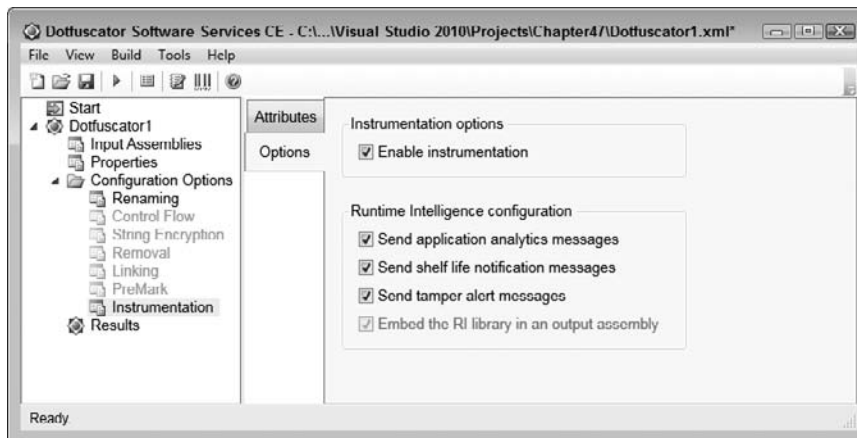 Dotfuscator Software Services CE - C:\...\Visual Studio 2010\Projects\Chapter47\Dotfuscator1.xml*
File View Build Tools Help
Start
Dotfuscator1
Input Assemblies
Properties
Configuration Options
Renaming
Control Flow
String Encryption
Removal
Linking
PreMark
Instrumentation
Results
Attributes
Options
Instrumentation options
Enable instrumentation
Runtime Intelligence configuration
Send application analytics messages
Send shelf life notification messages
Send tamper alert messages
Embed the RI library in an output assembly
Ready